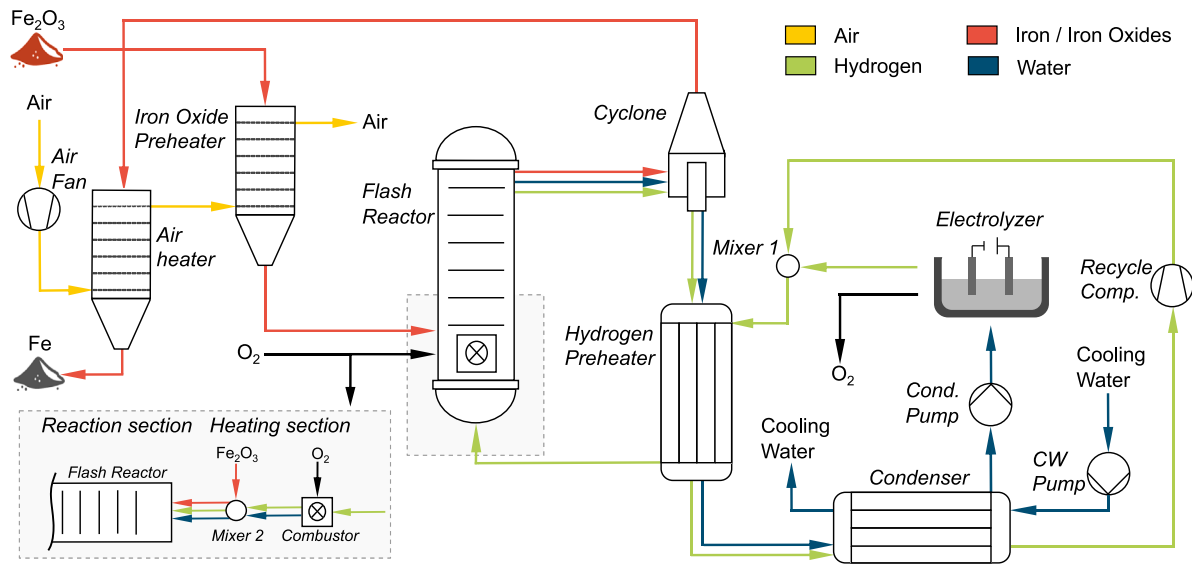 Fe₂O₃
Air
Air
Fan
Iron Oxide
Preheater
Air
Air
heater
Fe
Flash
Reactor
Cyclone
Air
Hydrogen
Iron / Iron Oxides
Water
Mixer 1
Electrolyzer
Recycle
Comp.
O₂
Hydrogen
Preheater
O₂
Cond.
Pump
Cooling
Water
Cooling
Water
Condenser
CW
Pump
Reaction section
Heating section
Flash Reactor
Fe₂O₃
O₂
Mixer 2
Combustor